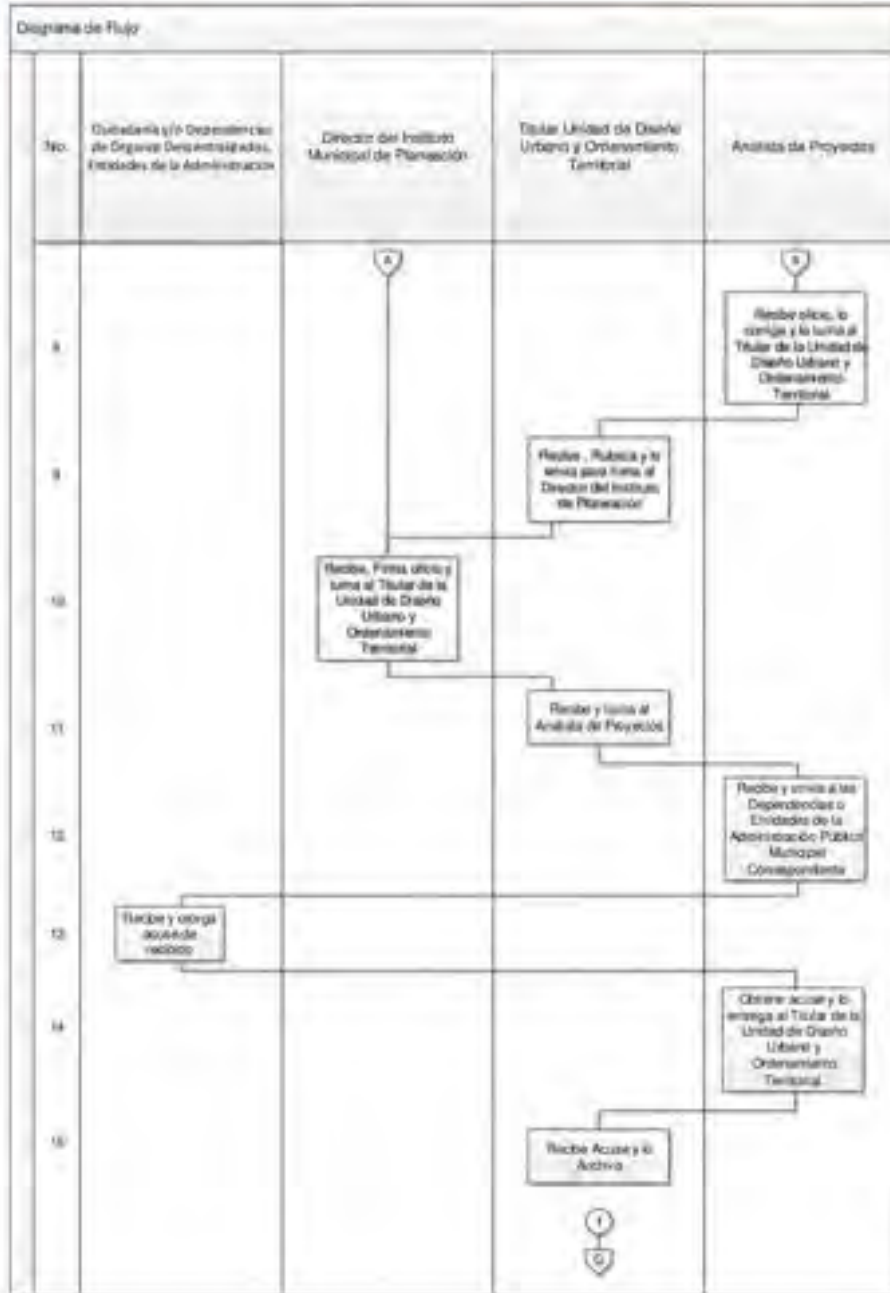 Diagrama de Flujo
No.
Ciudadanía y/o Dependencias
de Órganos Descentralizados,
Entidades de la Administración
Director del Instituto
Municipal de Planeación
Titular Unidad de Diseño
Urbano y Ordenamiento
Territorial
Analista de Proyectos
A
Recibe oficio, lo
corrige y lo turna al
Titular de la Unidad de
Diseño Urbano y
Ordenamiento
Territorial
9.
Recibe , Rubrica y lo
envía para firma al
Director del Instituto
de Planeación
10.
Recibe, Firma oficio y
turna al Titular de la
Unidad de Diseño
Urbano y
Ordenamiento
Territorial
11.
Recibe y turna al
Analista de Proyectos
12.
Recibe y envía a las
Dependencias o
Entidades de la
Administración Pública
Municipal
Correspondiente
13.
Recibe y otorga
acuse de
recibido
14.
Obtiene acuse y lo
entrega al Titular de la
Unidad de Diseño
Urbano y
Ordenamiento
Territorial.
15.
Recibe Acuse y lo
Archiva